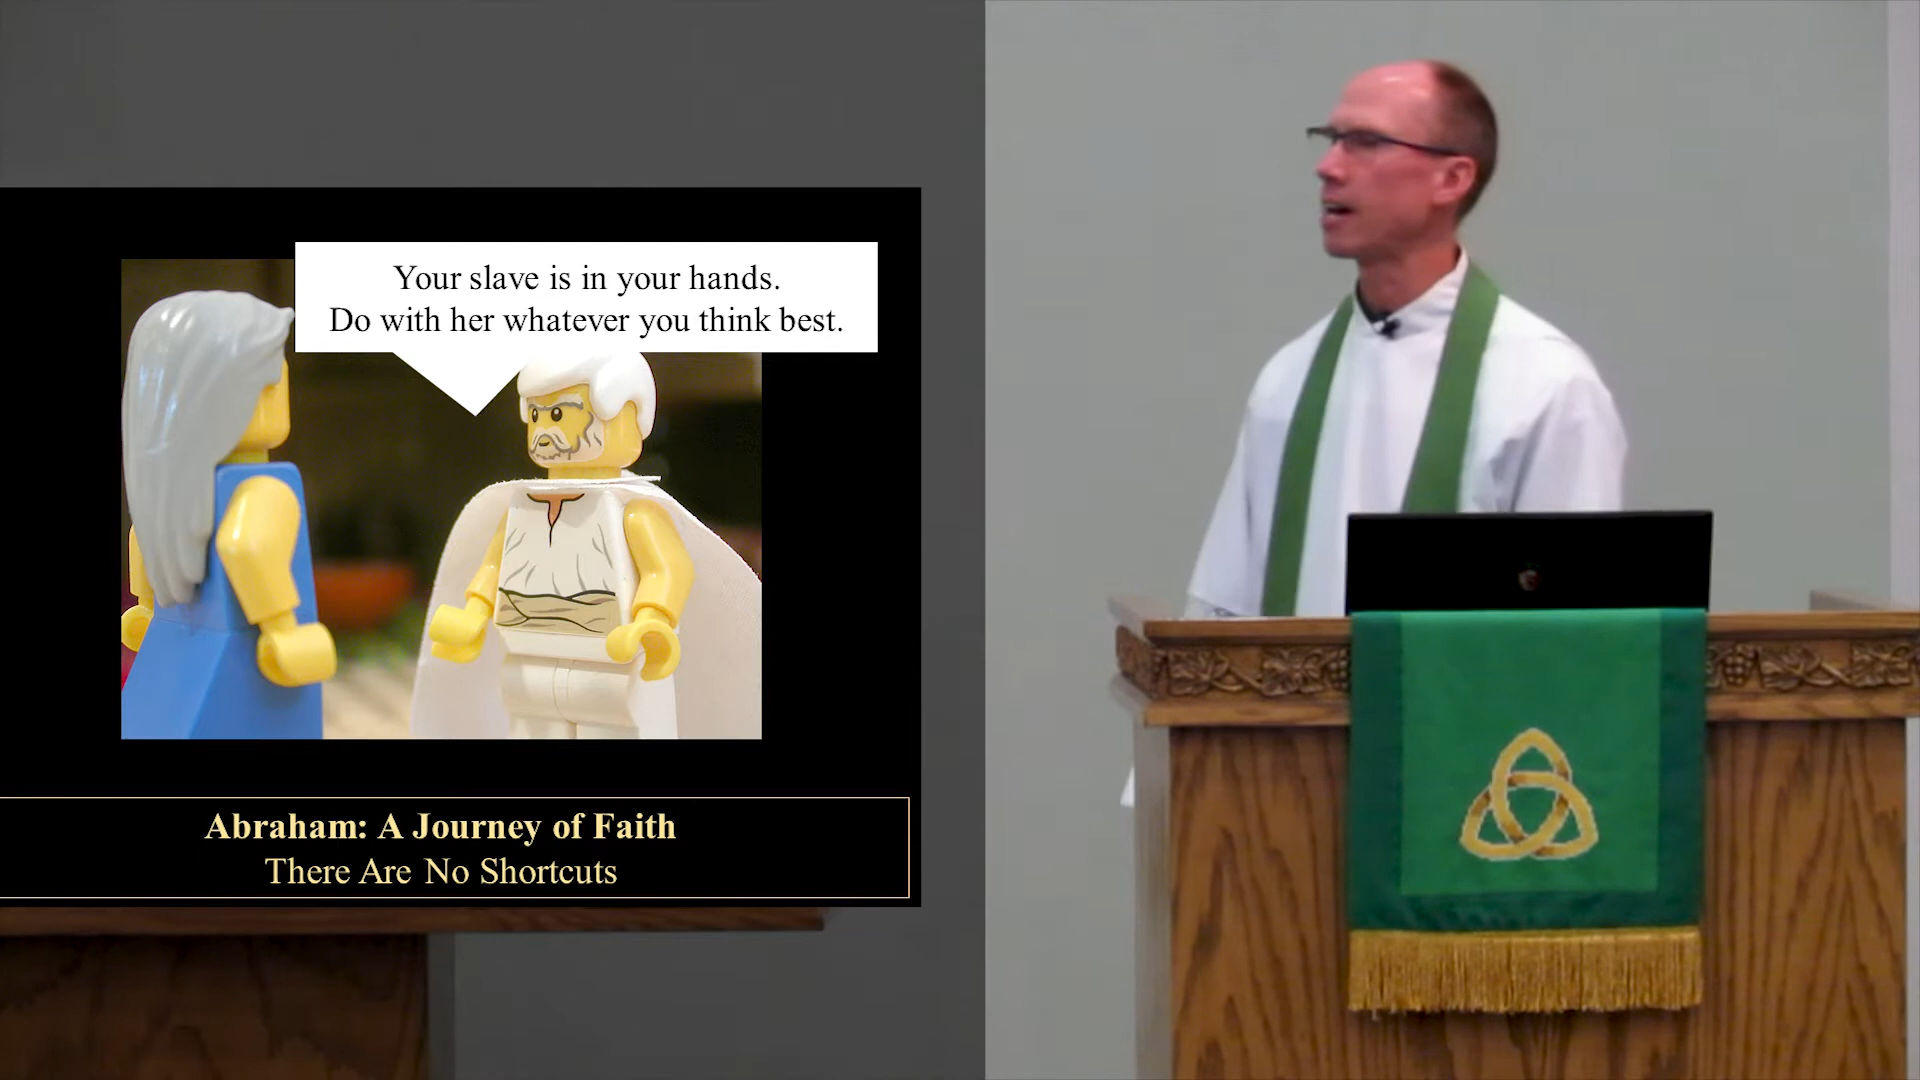 Your slave is in your hands.
Do with her whatever you think best.
Abraham: A Journey of Faith
There Are No Shortcuts